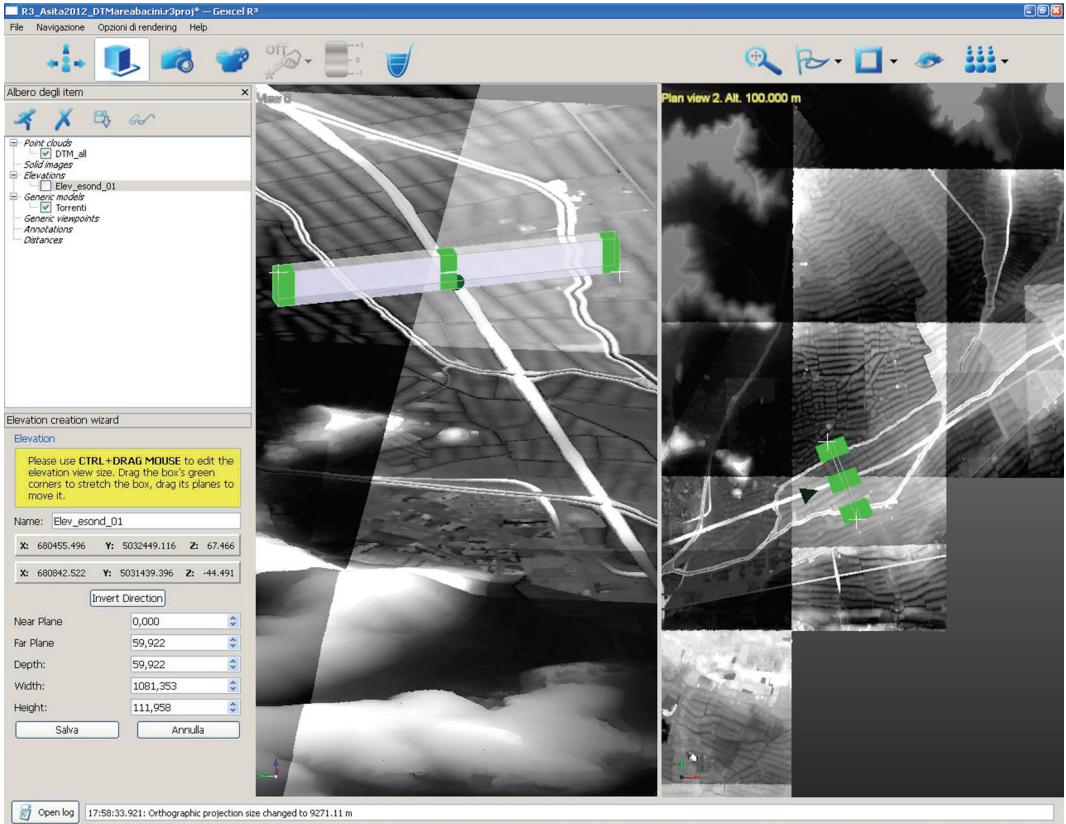 R3_Asita2012_DTMareabacini.r3proj* — Gexcel R³
File Navigazione Opzioni di rendering Help
off
+1
0
-1
Albero degli item
Point clouds
DTM_all
Solid images
Elevations
Elev_esond_01
Generic models
Torrenti
Generic viewpoints
Annotations
Distances
Elevation creation wizard
Elevation
Please use CTRL+DRAG MOUSE to edit the
elevation view size. Drag the box's green
corners to stretch the box, drag its planes to
move it.
Name: Elev_esond_01
X: 680455.496 Y: 5032449.116 Z: 67.466
X: 680842.522 Y: 5031439.396 Z: -44.491
Invert Direction
Near Plane 0,000
Far Plane 59,922
Depth: 59,922
Width: 1081,353
Height: 111,958
Salva Annulla
View
Plan view 2. Alt. 100.000 m
Open log 17:58:33.921: Orthographic projection size changed to 9271.11 m